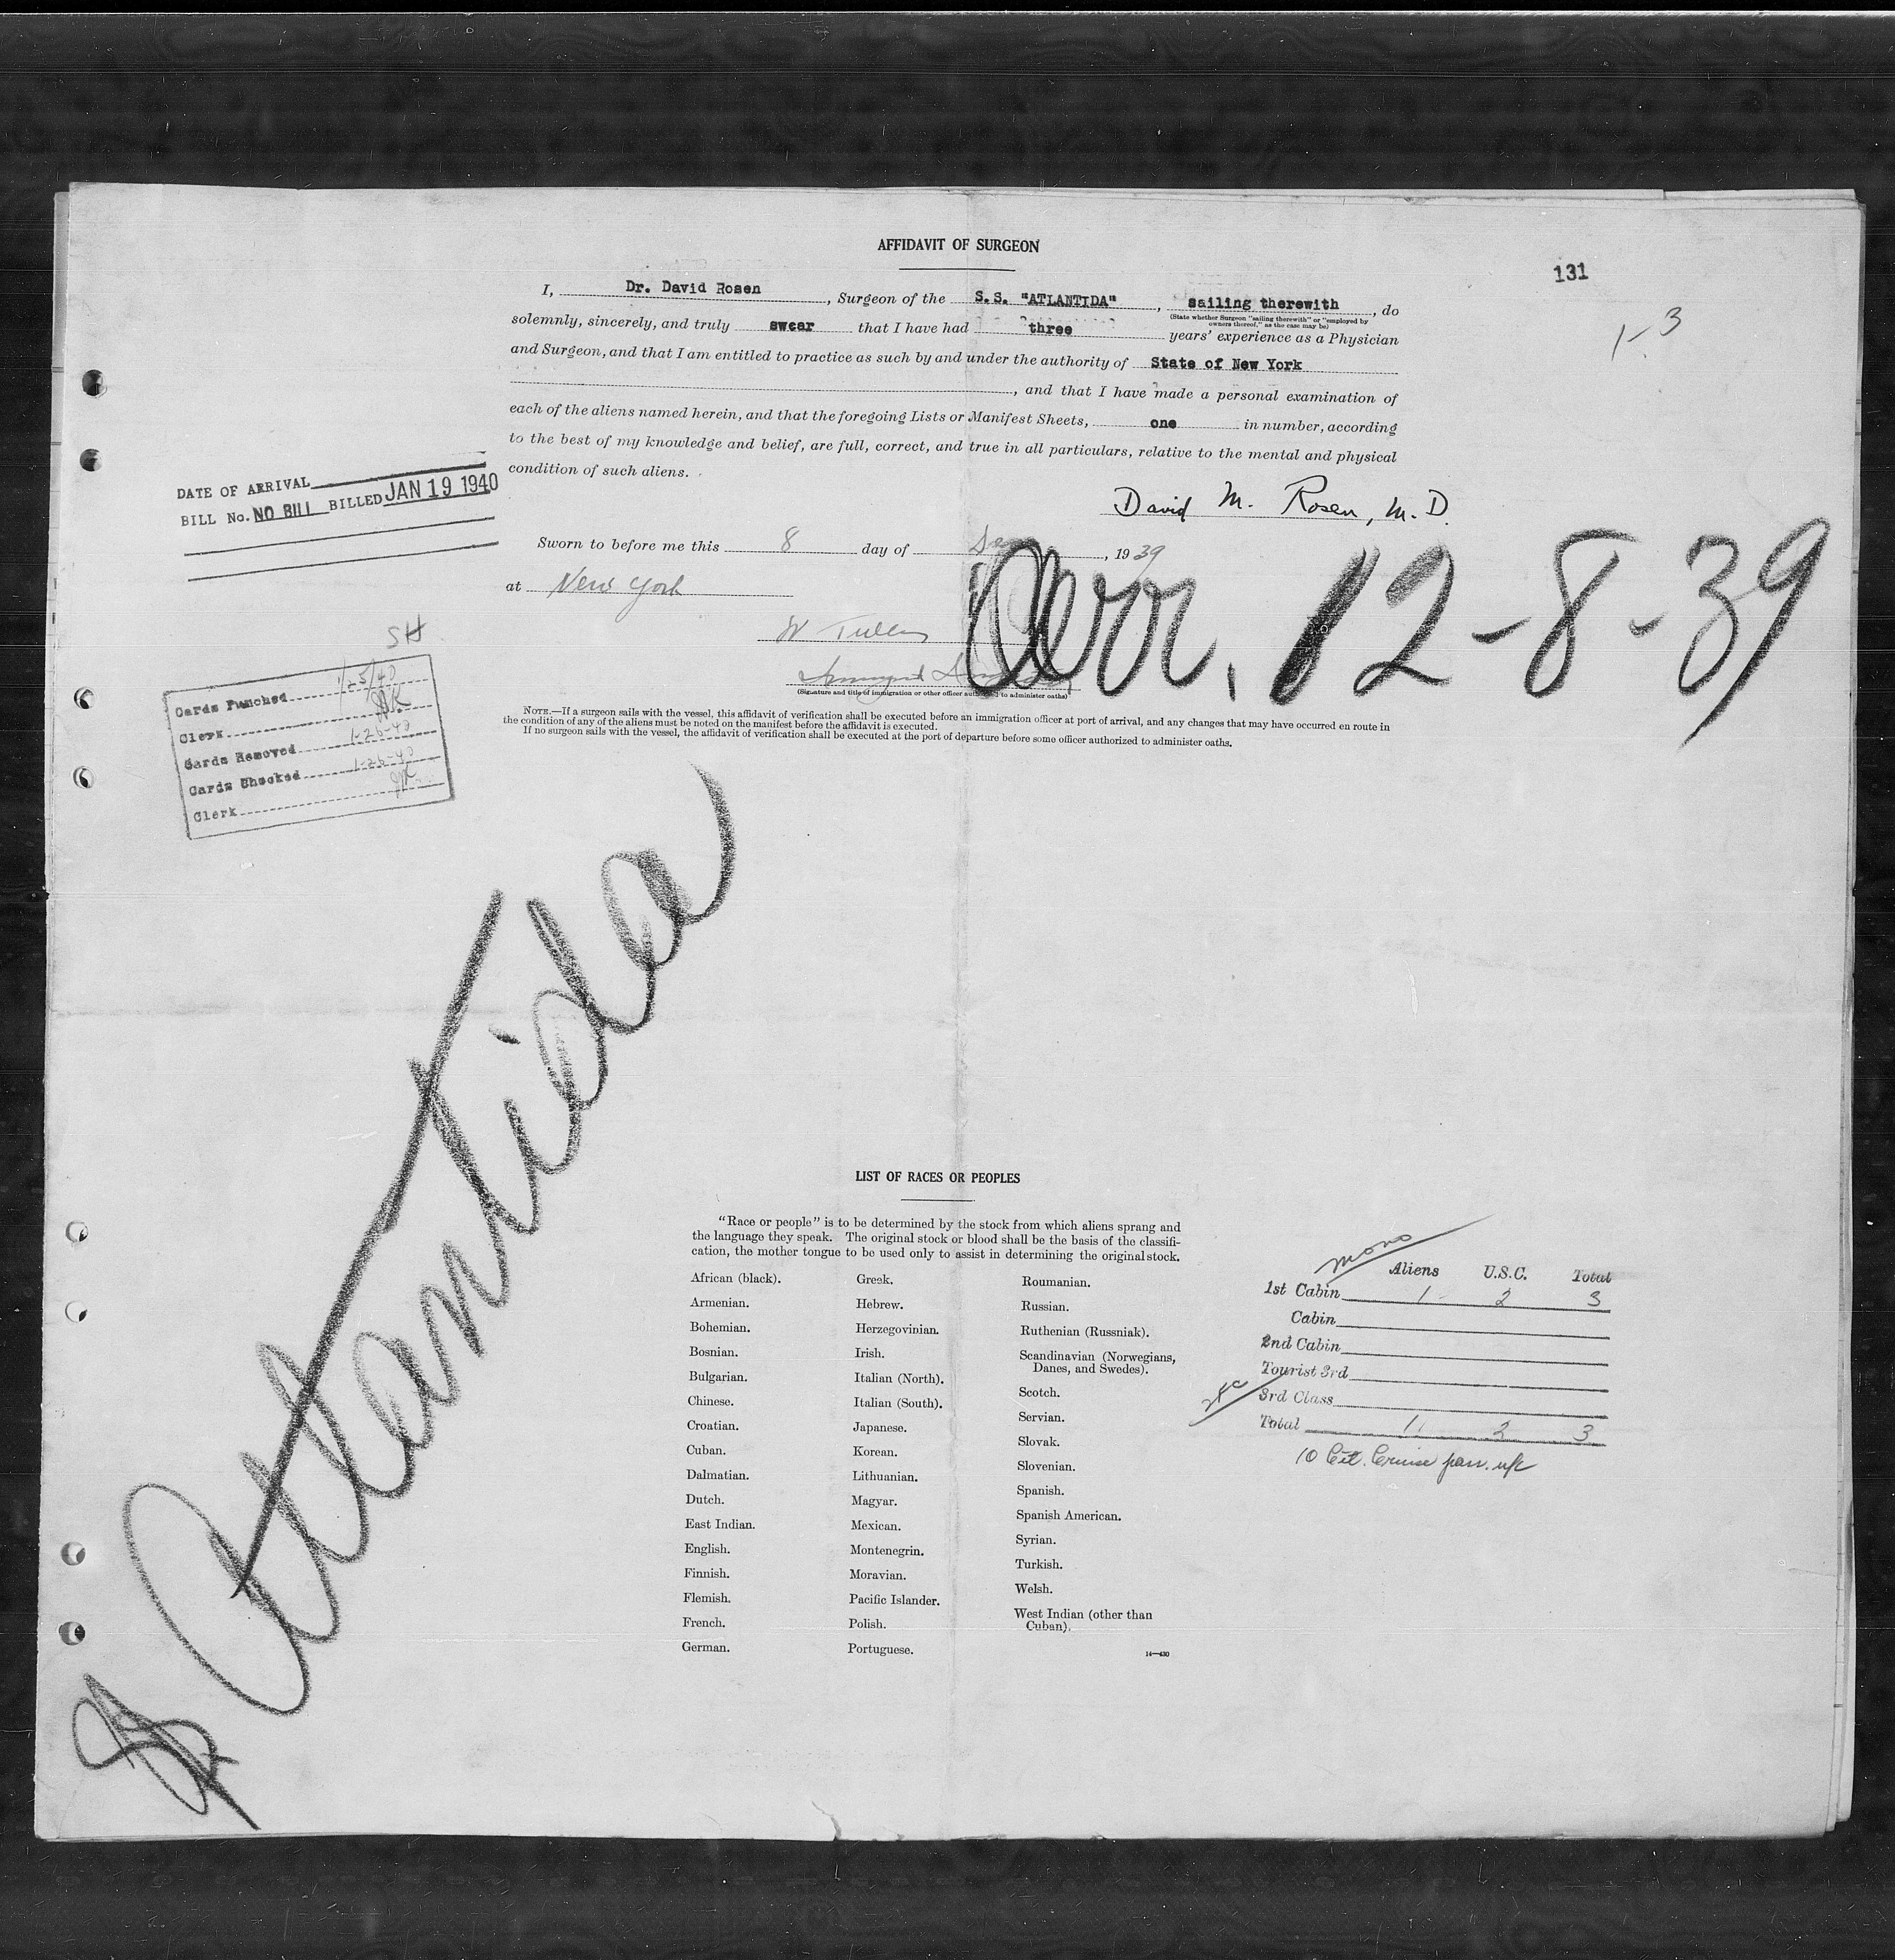 AFFIDAVIT OF SURGEON
131
1-3
I, Dr. David Rosen, Surgeon of the S.S. "ATLANTIDA", sailing therewith, do
(State whether Surgeon "sailing therewith" or "employed by
owners thereof," as the case may be)
solemnly, sincerely, and truly swear that I have had three years' experience as a Physician
and Surgeon, and that I am entitled to practice as such by and under the authority of State of New York
, and that I have made a personal examination of
each of the aliens named herein, and that the foregoing Lists or Manifest Sheets, one in number, according
to the best of my knowledge and belief, are full, correct, and true in all particulars, relative to the mental and physical
condition of such aliens.
DATE OF ARRIVAL
BILL No. NO BILL BILLED JAN 19 1940
David M. Rosen, M.D.
Sworn to before me this 8 day of Dec, 1939
at New York
Arr. 12-8-39
(Signature and title of immigration or other officer authorized to administer oaths)
SH
Cards Punched 1/25/40
Clerk
Cards Removed 1-26-40
Cards Checked 1-26-40
Clerk
NOTE.—If a surgeon sails with the vessel, this affidavit of verification shall be executed before an immigration officer at port of arrival, and any changes that may have occurred en route in
the condition of any of the aliens must be noted on the manifest before the affidavit is executed.
If no surgeon sails with the vessel, the affidavit of verification shall be executed at the port of departure before some officer authorized to administer oaths.
Atlantida
LIST OF RACES OR PEOPLES
"Race or people" is to be determined by the stock from which aliens sprang and
the language they speak. The original stock or blood shall be the basis of the classifi-
cation, the mother tongue to be used only to assist in determining the original stock.
African (black).
Armenian.
Bohemian.
Bosnian.
Bulgarian.
Chinese.
Croatian.
Cuban.
Dalmatian.
Dutch.
East Indian.
English.
Finnish.
Flemish.
French.
German.
Greek.
Hebrew.
Herzegovinian.
Irish.
Italian (North).
Italian (South).
Japanese.
Korean.
Lithuanian.
Magyar.
Mexican.
Montenegrin.
Moravian.
Pacific Islander.
Polish.
Portuguese.
Roumanian.
Russian.
Ruthenian (Russniak).
Scandinavian (Norwegians,
Danes, and Swedes).
Scotch.
Servian.
Slovak.
Slovenian.
Spanish.
Spanish American.
Syrian.
Turkish.
Welsh.
West Indian (other than
Cuban).
14—430
Aliens U.S.C. Total
1st Cabin 1 2 3
Cabin
2nd Cabin
Tourist 3rd
3rd Class
Total 1 2 3
10 Cit. Cruise pass.